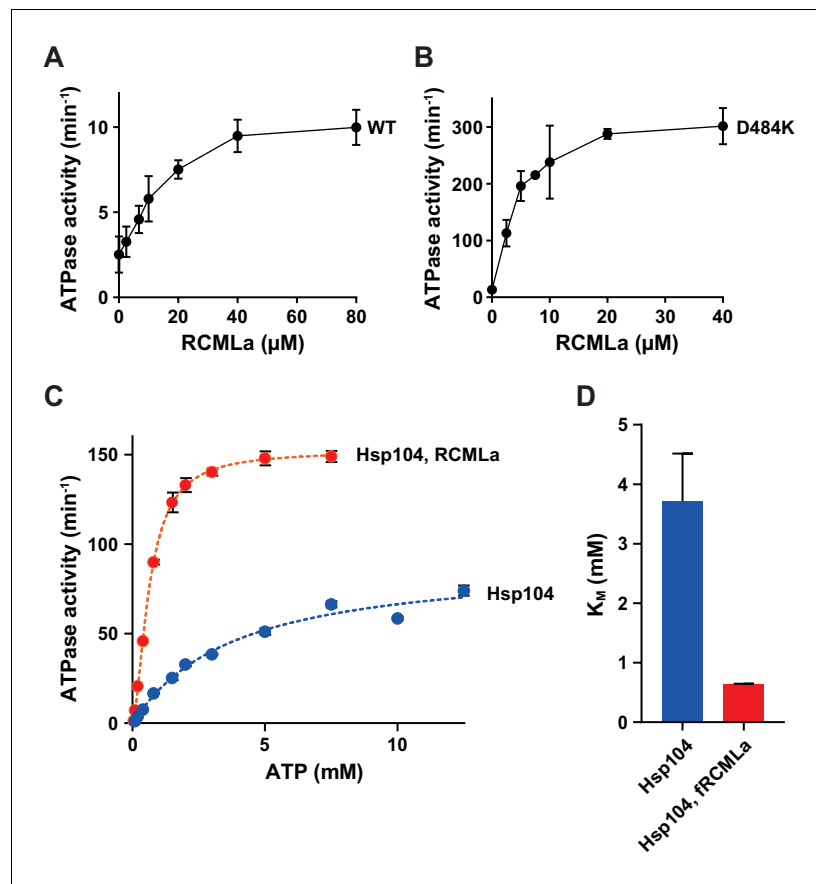 A
ATPase activity (min⁻¹)
10
5
0
WT
0 20 40 60 80
RCMLa (µM)
B
ATPase activity (min⁻¹)
300
200
100
0
D484K
0 10 20 30 40
RCMLa (µM)
C
ATPase activity (min⁻¹)
150
100
50
0
Hsp104, RCMLa
Hsp104
0 5 10
ATP (mM)
D
K_M (mM)
5
4
3
2
1
0
Hsp104
Hsp104, fRCMLa